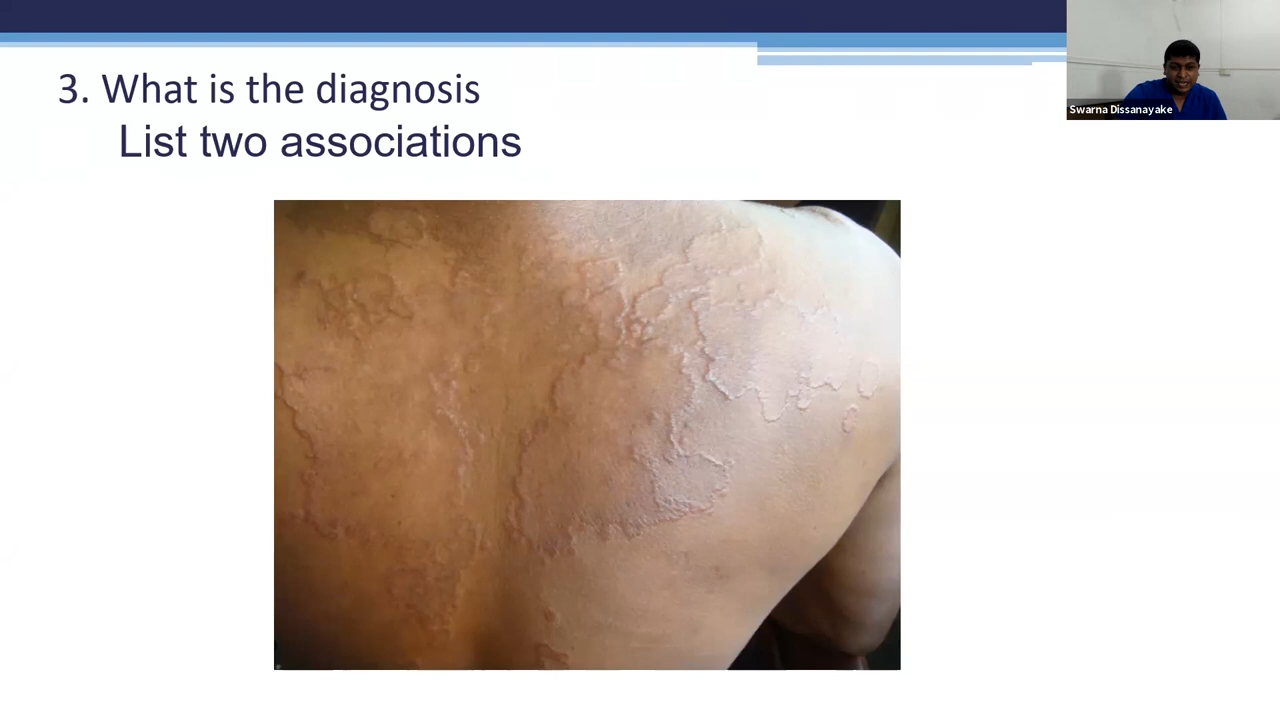 3. What is the diagnosis
List two associations
Swarna Dissanayake